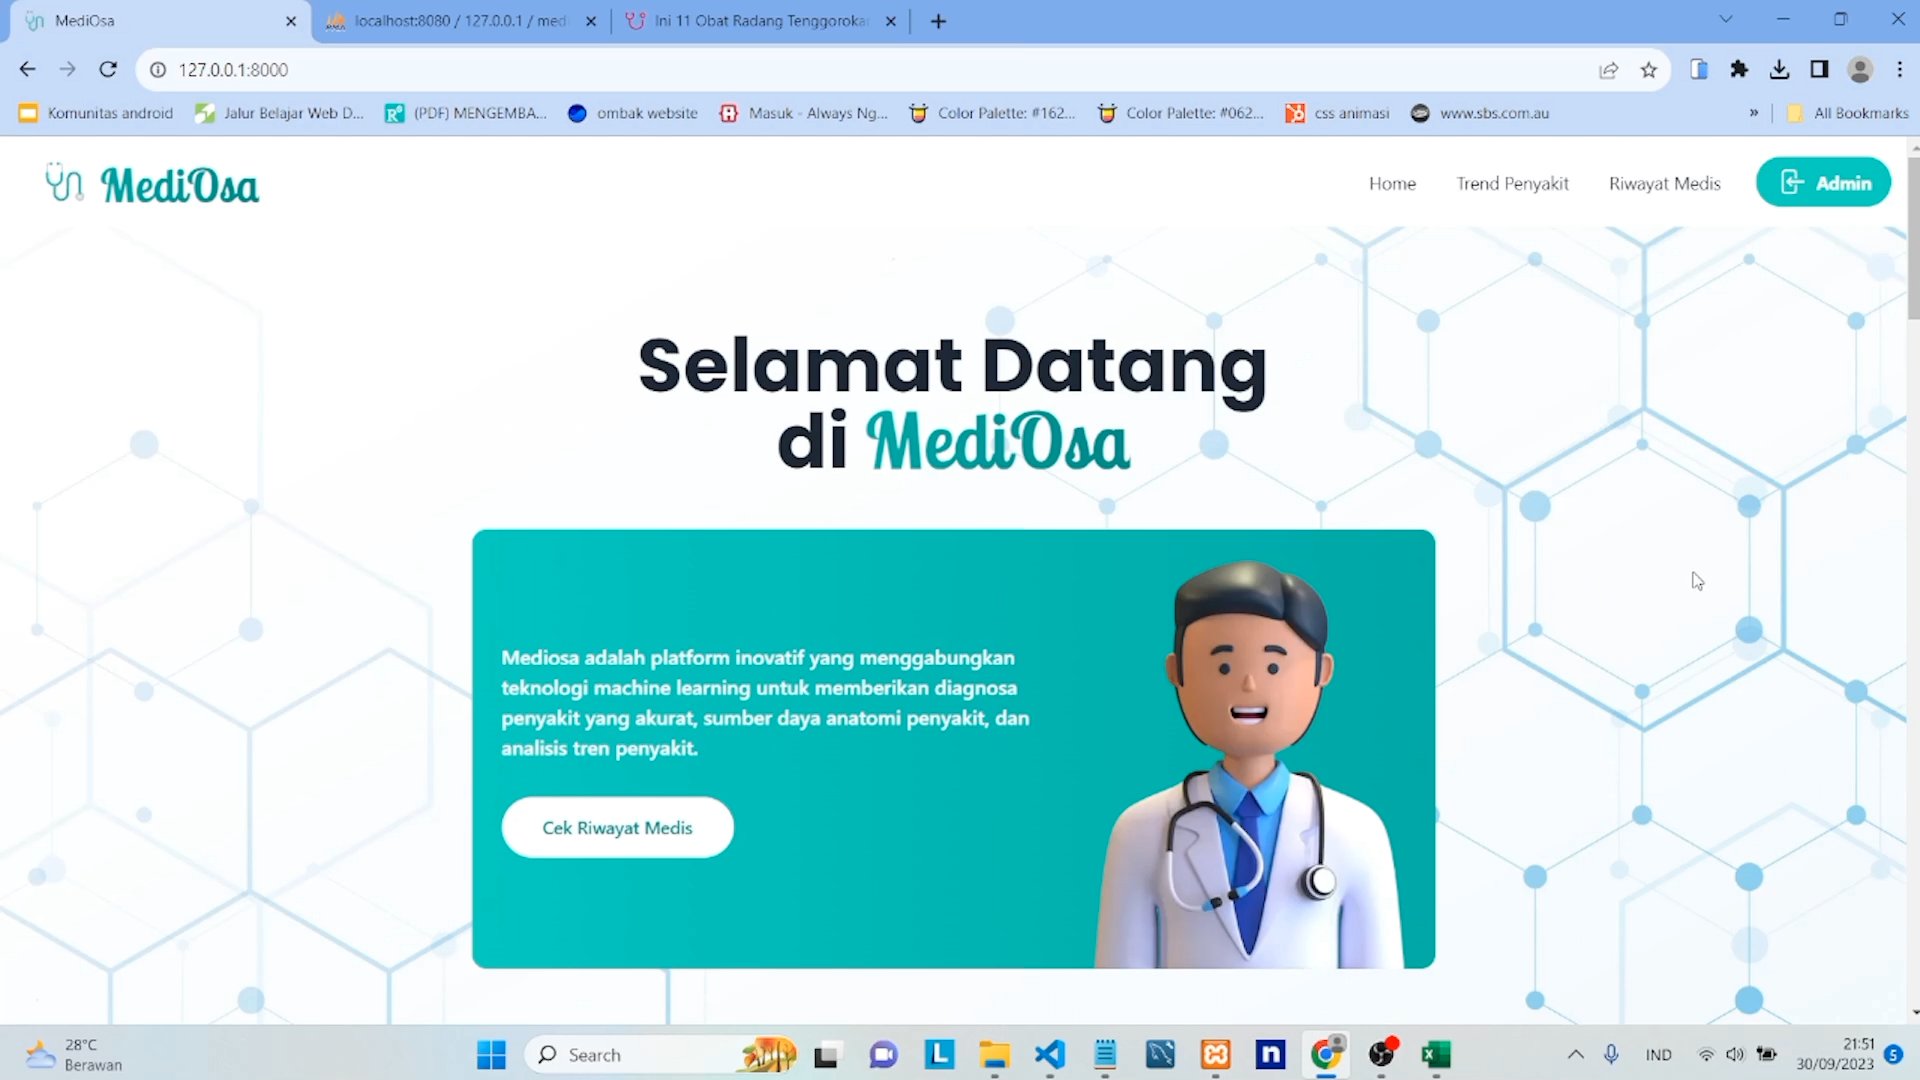 MediOsa
localhost:8080 / 127.0.0.1 / med
Ini 11 Obat Radang Tenggoroka
127.0.0.1:8000
Komunitas android
Jalur Belajar Web D...
(PDF) MENGEMBA...
ombak website
Masuk - Always Ng...
Color Palette: #162...
Color Palette: #062...
css animasi
www.sbs.com.au
»
All Bookmarks
MediOsa
Home
Trend Penyakit
Riwayat Medis
Admin
Selamat Datang
di MediOsa
Mediosa adalah platform inovatif yang menggabungkan
teknologi machine learning untuk memberikan diagnosa
penyakit yang akurat, sumber daya anatomi penyakit, dan
analisis tren penyakit.
Cek Riwayat Medis
28°C
Berawan
Search
IND
21:51
30/09/2023
5